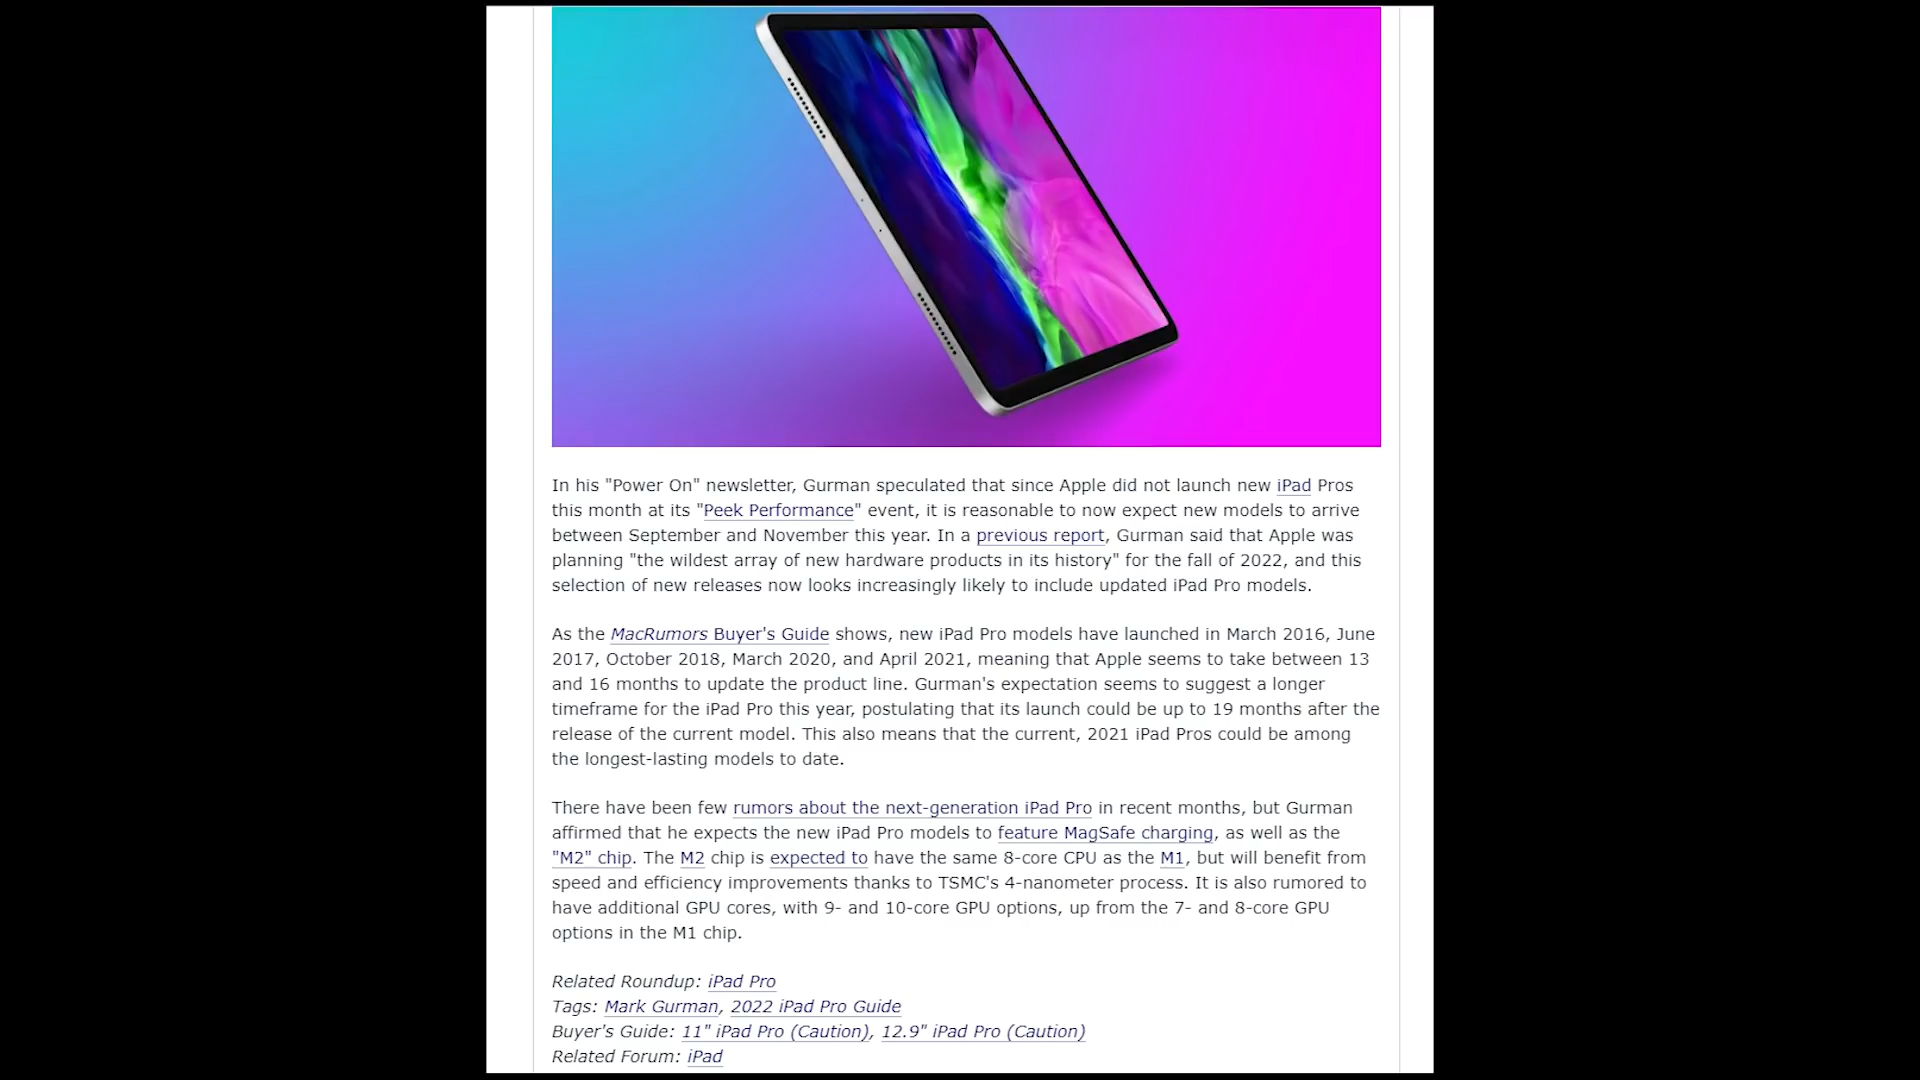 In his "Power On" newsletter, Gurman speculated that since Apple did not launch new iPad Pros
this month at its "Peek Performance" event, it is reasonable to now expect new models to arrive
between September and November this year. In a previous report, Gurman said that Apple was
planning "the wildest array of new hardware products in its history" for the fall of 2022, and this
selection of new releases now looks increasingly likely to include updated iPad Pro models.
As the MacRumors Buyer's Guide shows, new iPad Pro models have launched in March 2016, June
2017, October 2018, March 2020, and April 2021, meaning that Apple seems to take between 13
and 16 months to update the product line. Gurman's expectation seems to suggest a longer
timeframe for the iPad Pro this year, postulating that its launch could be up to 19 months after the
release of the current model. This also means that the current, 2021 iPad Pros could be among
the longest-lasting models to date.
There have been few rumors about the next-generation iPad Pro in recent months, but Gurman
affirmed that he expects the new iPad Pro models to feature MagSafe charging, as well as the
"M2" chip. The M2 chip is expected to have the same 8-core CPU as the M1, but will benefit from
speed and efficiency improvements thanks to TSMC's 4-nanometer process. It is also rumored to
have additional GPU cores, with 9- and 10-core GPU options, up from the 7- and 8-core GPU
options in the M1 chip.
Related Roundup: iPad Pro
Tags: Mark Gurman, 2022 iPad Pro Guide
Buyer's Guide: 11" iPad Pro (Caution), 12.9" iPad Pro (Caution)
Related Forum: iPad